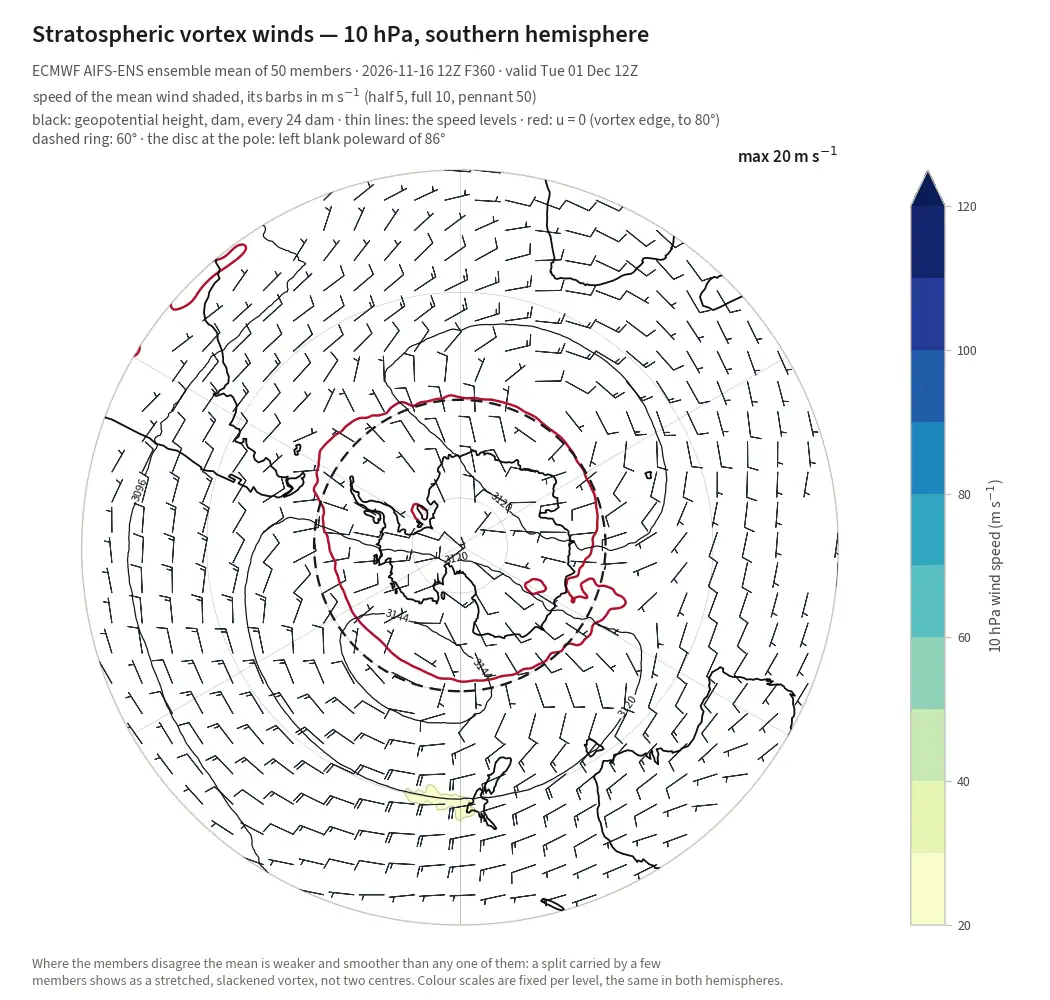 Stratospheric vortex winds — 10 hPa, southern hemisphere
ECMWF AIFS-ENS ensemble mean of 50 members · 2026-11-16 12Z F360 · valid Tue 01 Dec 12Z
speed of the mean wind shaded, its barbs in m s⁻¹ (half 5, full 10, pennant 50)
black: geopotential height, dam, every 24 dam · thin lines: the speed levels · red: u = 0 (vortex edge, to 80°)
dashed ring: 60° · the disc at the pole: left blank poleward of 86°
max 20 m s⁻¹
120
100
80
60
40
20
10 hPa wind speed (m s⁻¹)
3096
3120
3120
3144
3144
3120
Where the members disagree the mean is weaker and smoother than any one of them: a split carried by a few
members shows as a stretched, slackened vortex, not two centres. Colour scales are fixed per level, the same in both hemispheres.